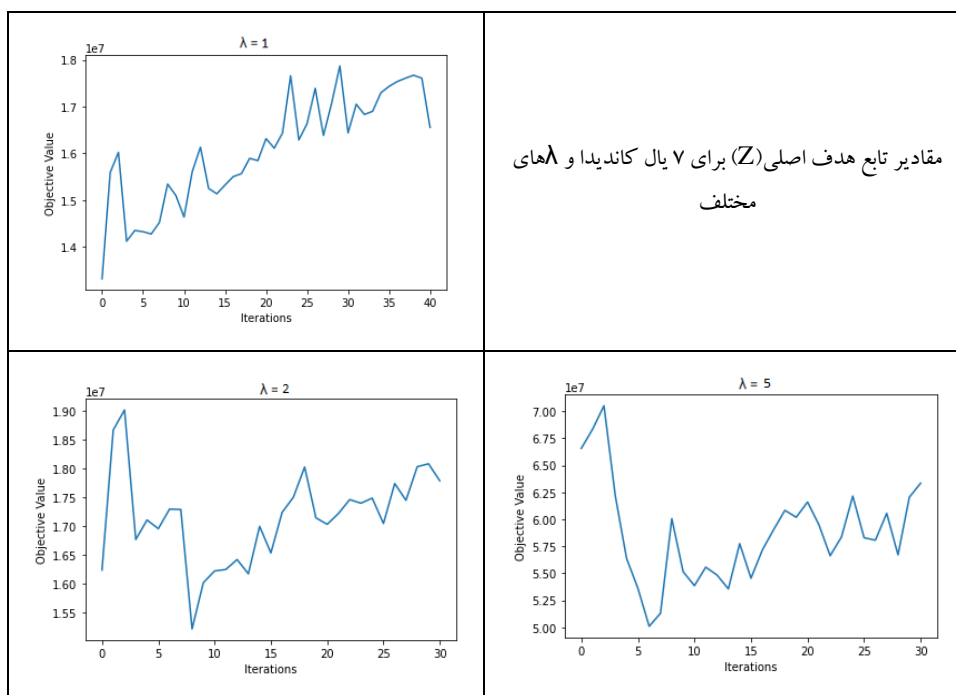 λ = 1
1e7
1.8
1.7
1.6
1.5
1.4
Objective Value
0 5 10 15 20 25 30 35 40
Iterations
مقادیر تابع هدف اصلی(Z) برای ۷ یال کاندیدا و λهای
مختلف
λ = 2
1e7
1.90
1.85
1.80
1.75
1.70
1.65
1.60
1.55
Objective Value
0 5 10 15 20 25 30
Iterations
λ = 5
1e7
7.00
6.75
6.50
6.25
6.00
5.75
5.50
5.25
5.00
Objective Value
0 5 10 15 20 25 30
Iterations